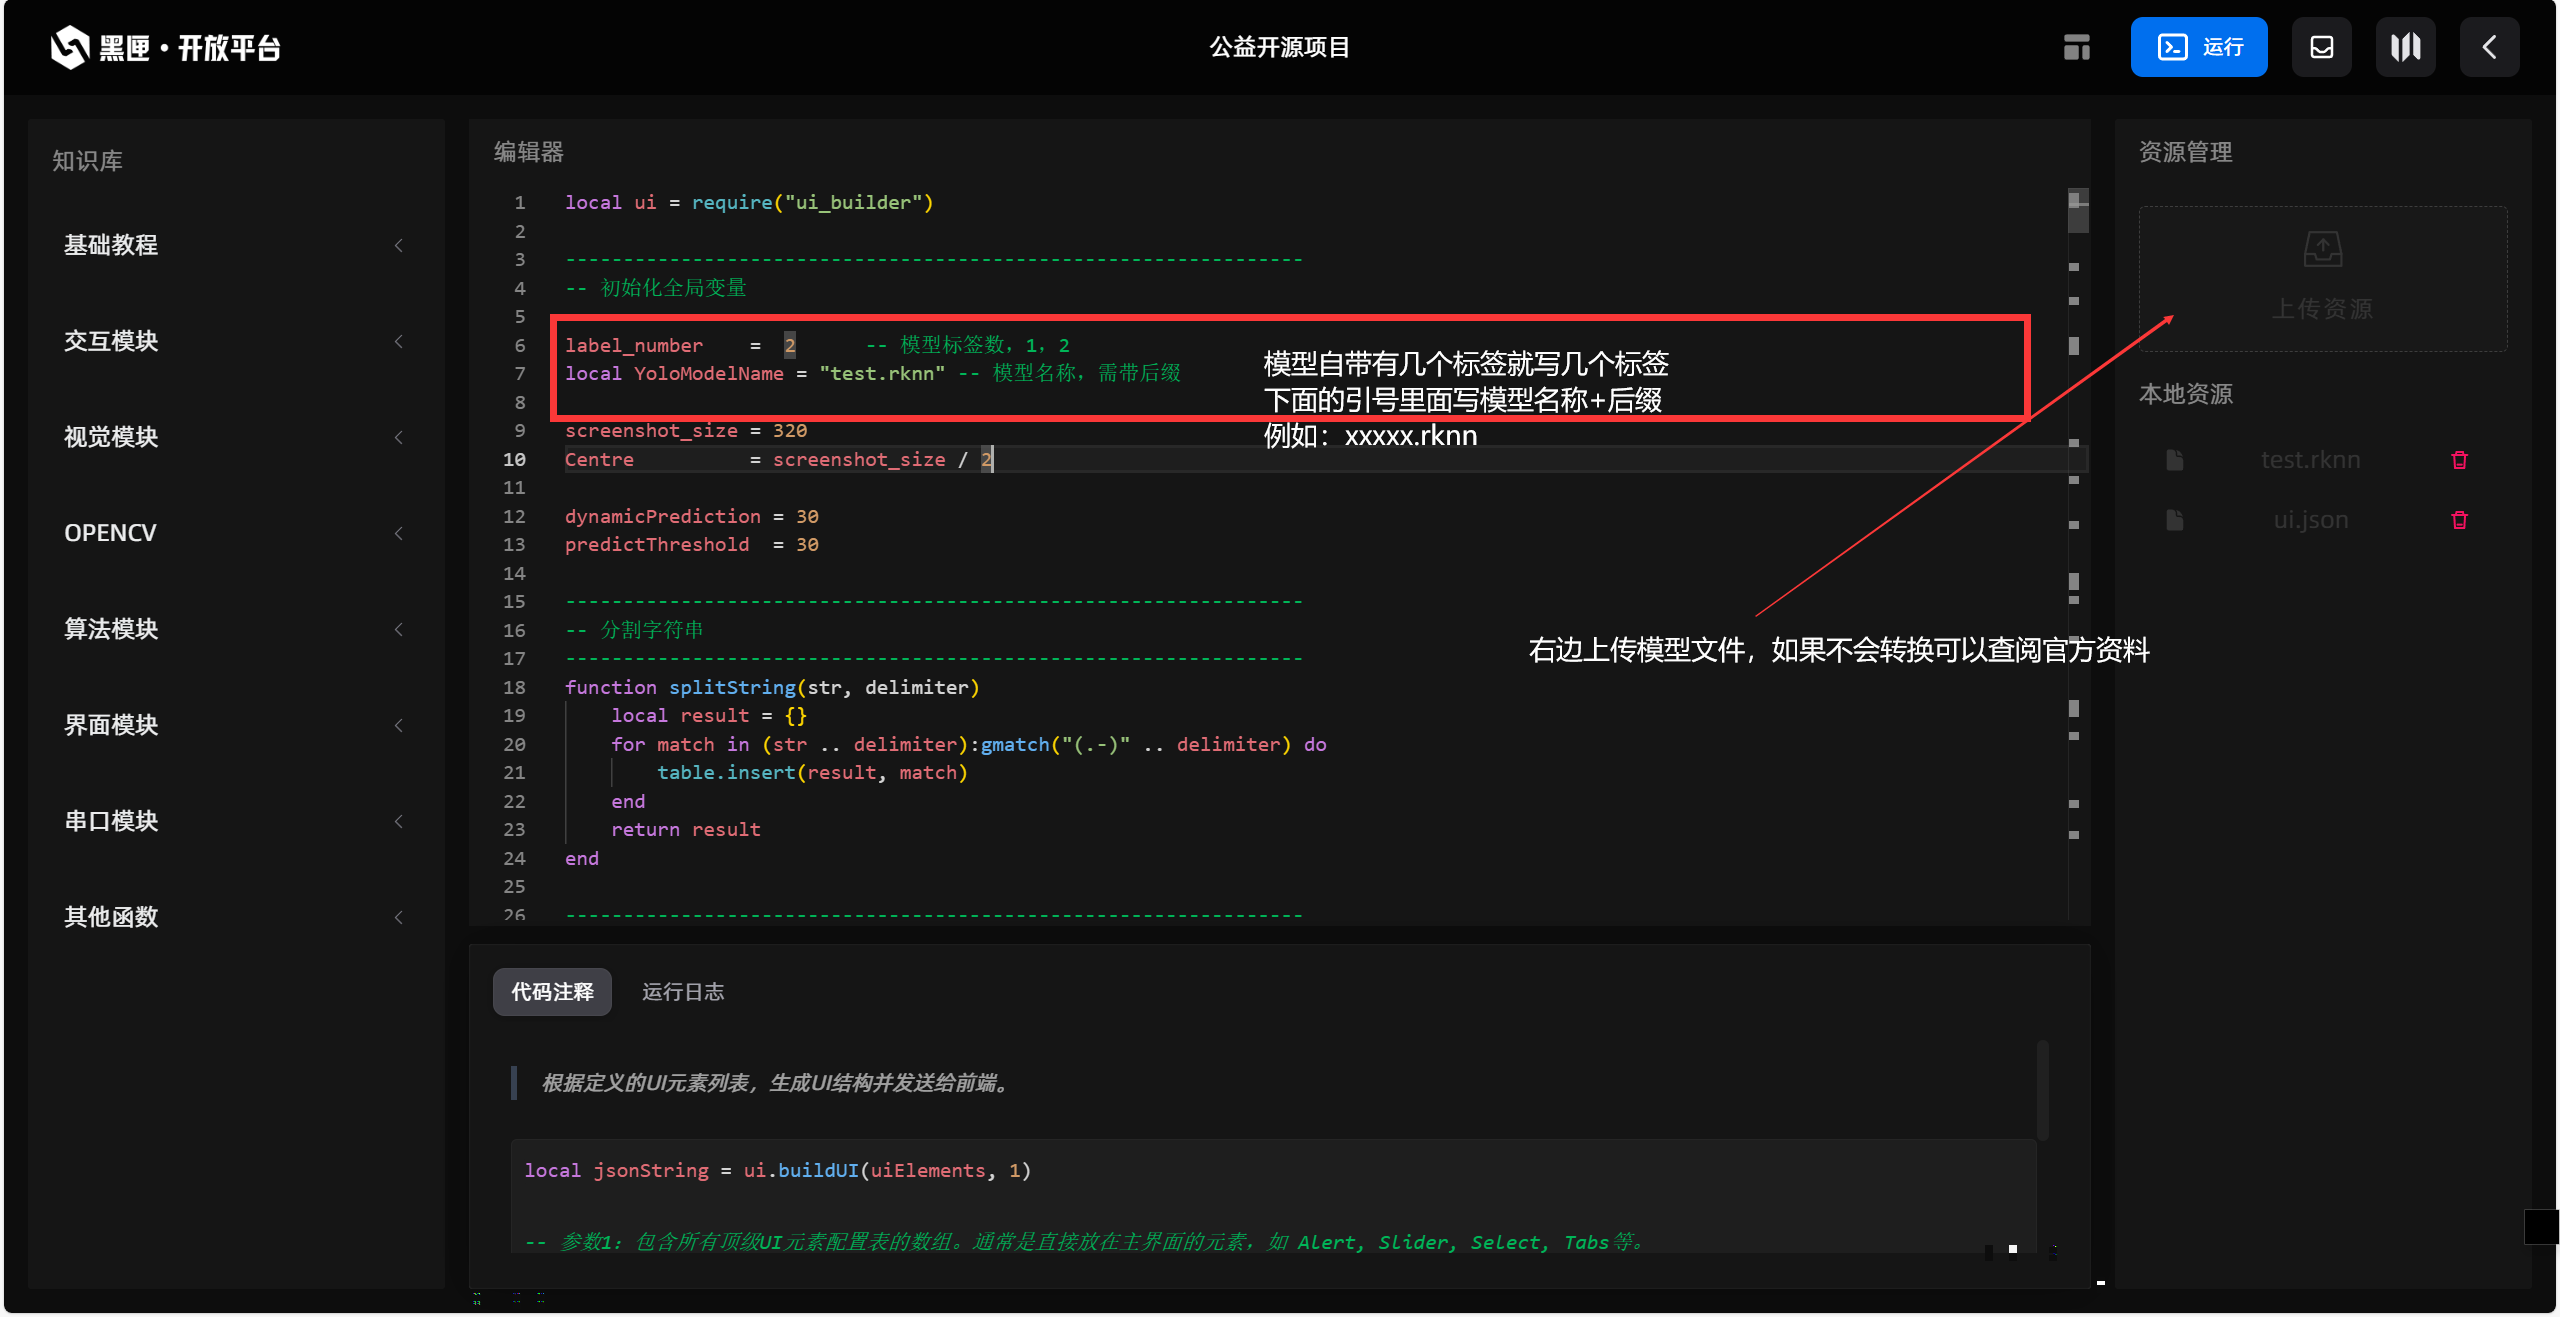 黑匣·开放平台
公益开源项目
运行
知识库
基础教程
交互模块
视觉模块
OPENCV
算法模块
界面模块
串口模块
其他函数
编辑器
1 local ui = require("ui_builder")
2
3 ----------------------------------------------------------------
4 -- 初始化全局变量
5
6 label_number    =  2      -- 模型标签数，1，2
7 local YoloModelName = "test.rknn" -- 模型名称，需带后缀
8
9 screenshot_size = 320
10 Centre          = screenshot_size / 2
11
12 dynamicPrediction = 30
13 predictThreshold  = 30
14
15 ----------------------------------------------------------------
16 -- 分割字符串
17 ----------------------------------------------------------------
18 function splitString(str, delimiter)
19     local result = {}
20     for match in (str .. delimiter):gmatch("(.-)" .. delimiter) do
21         table.insert(result, match)
22     end
23     return result
24 end
25
26 ----------------------------------------------------------------
模型自带有几个标签就写几个标签
下面的引号里面写模型名称+后缀
例如：xxxxx.rknn
右边上传模型文件，如果不会转换可以查阅官方资料
代码注释 运行日志
根据定义的UI元素列表，生成UI结构并发送给前端。
local jsonString = ui.buildUI(uiElements, 1)
-- 参数1：包含所有顶级UI元素配置表的数组。通常是直接放在主界面的元素，如 Alert, Slider, Select, Tabs等。
资源管理
上传资源
本地资源
test.rknn
ui.json